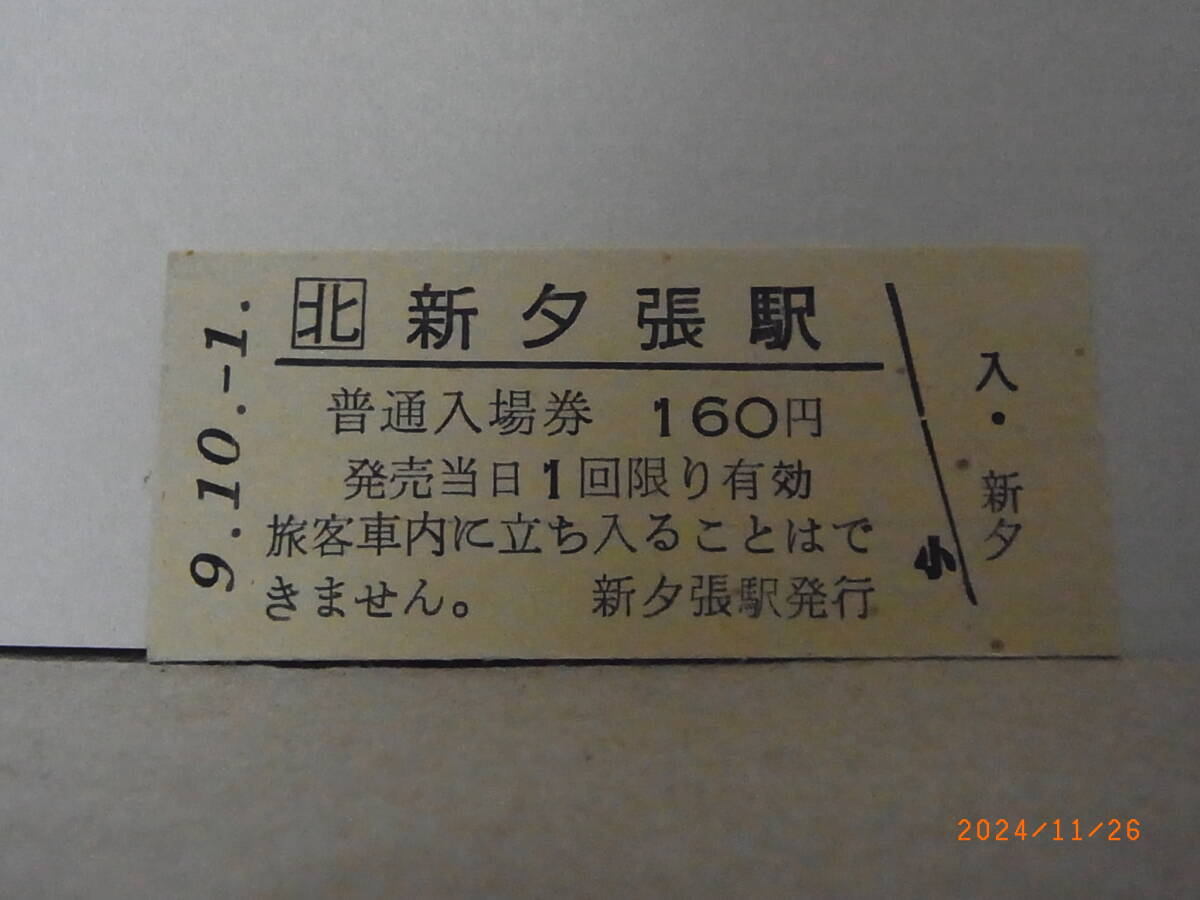 9.10.-1.
北 新夕張駅
普通入場券 160円
発売当日1回限り有効
旅客車内に立ち入ることはで
きません。 新夕張駅発行
小
入・新夕
2024/11/26